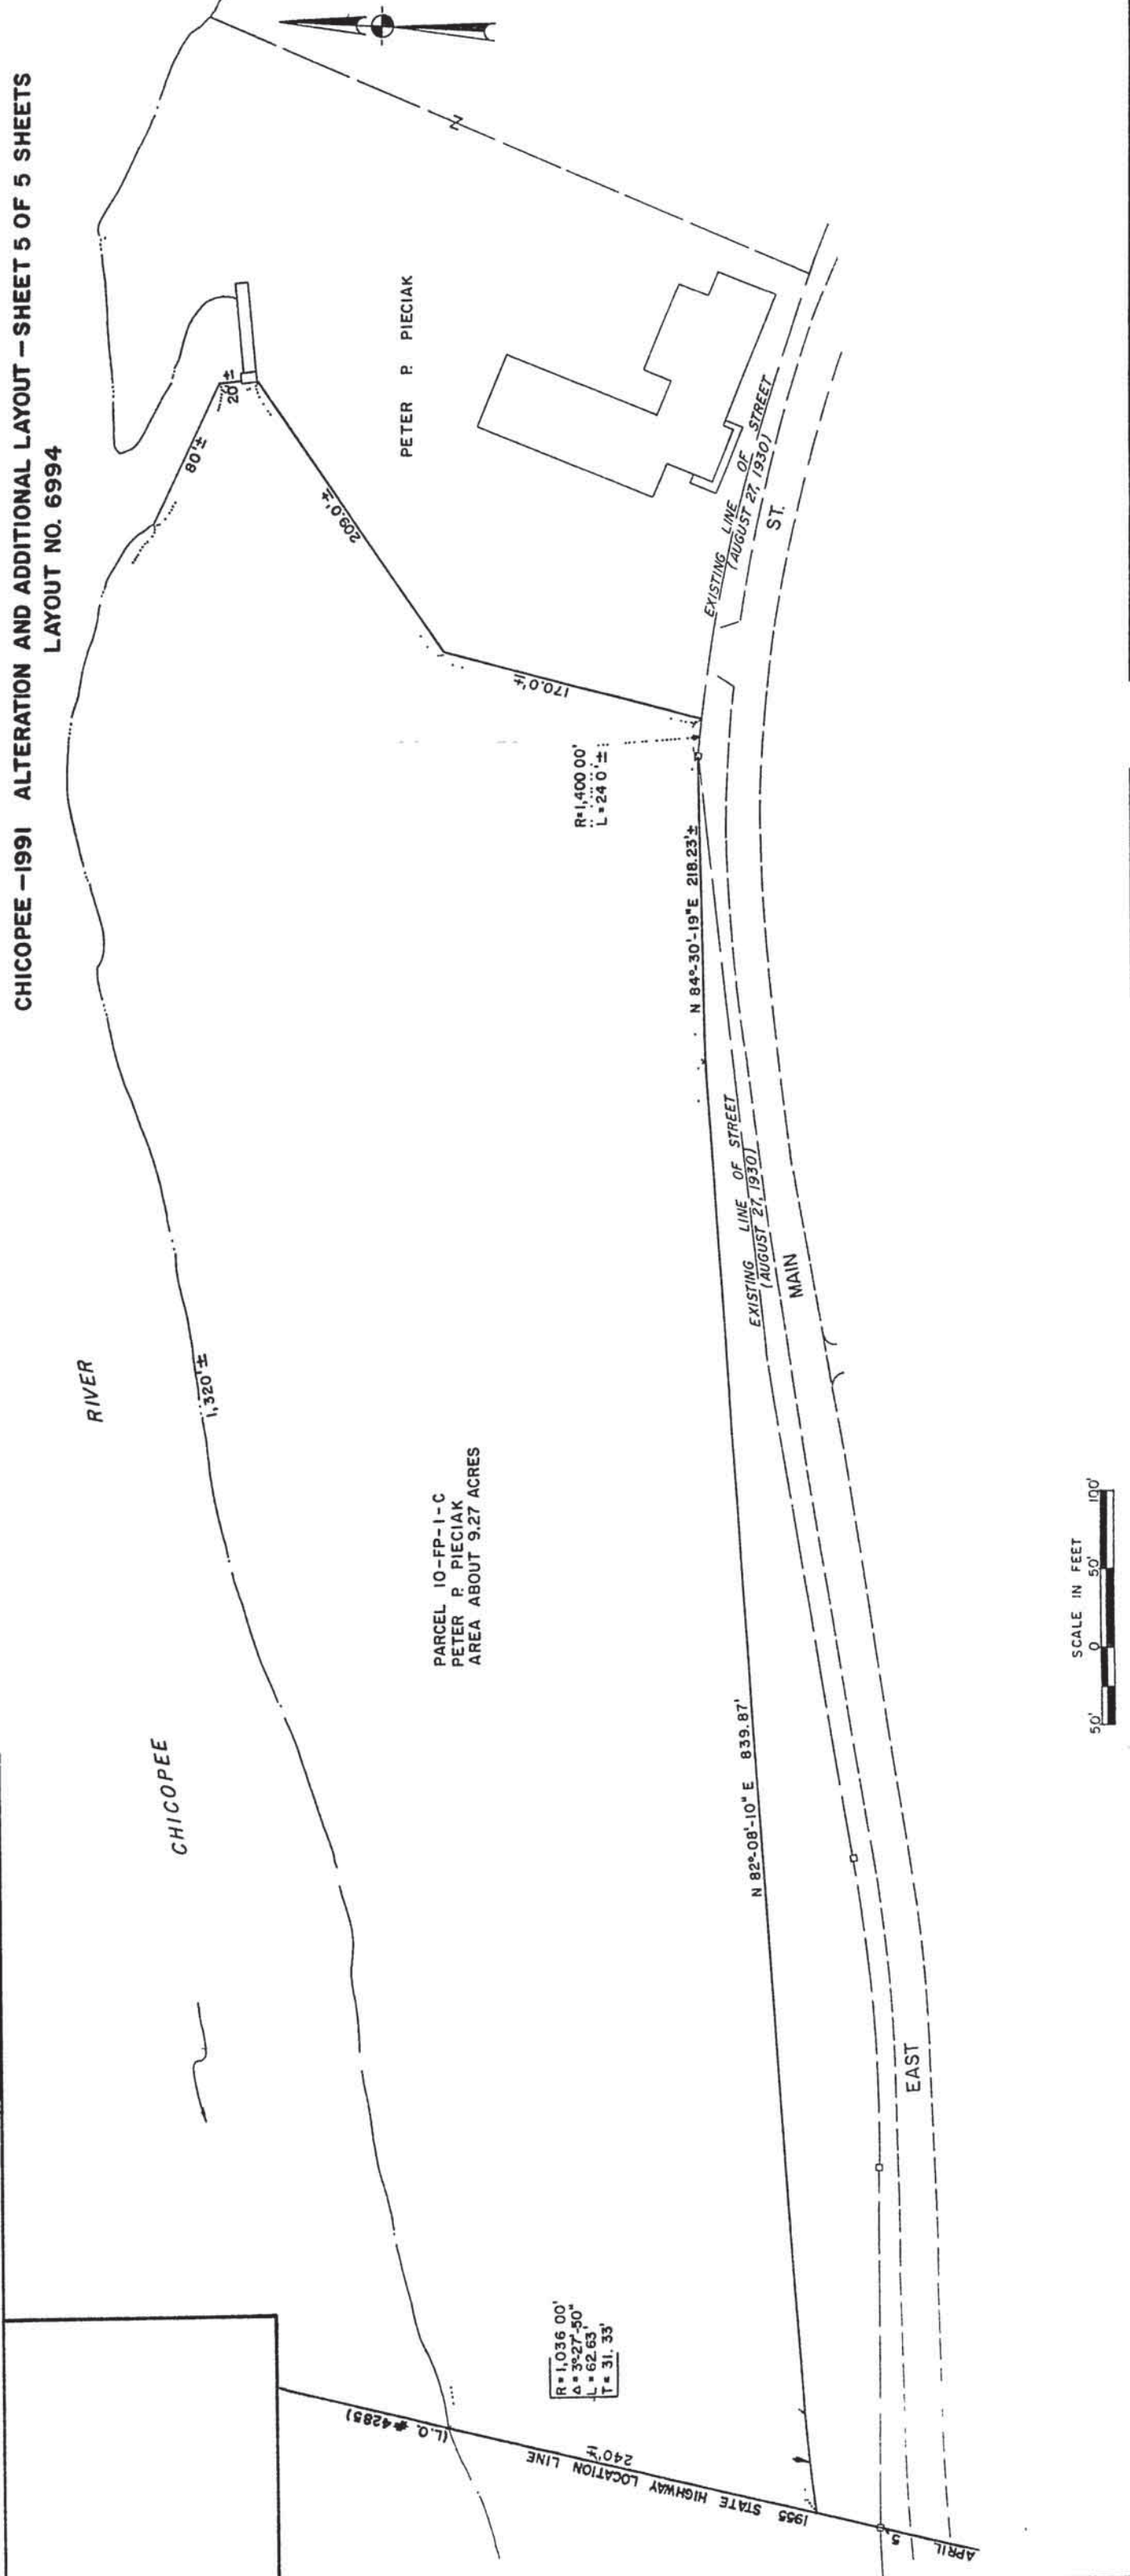 CHICOPEE – 1991 ALTERATION AND ADDITIONAL LAYOUT – SHEET 5 OF 5 SHEETS
LAYOUT NO. 6994
RIVER
CHICOPEE
1,320'±
80'±
20'±
209.0'±
170.0'±
PETER P. PIECIAK
PARCEL 10-FP-1-C
PETER P. PIECIAK
AREA ABOUT 9.27 ACRES
R=1,400 00'
L=24 0'±
R=1,036 00'
Δ=3°-27'-50"
L=62.63'
T=31.33'
N 82°-08'-10" E 839.87'
N 84°-30'-19" E 218.23'±
EXISTING LINE OF STREET
(AUGUST 27, 1930)
EXISTING LINE OF STREET
(AUGUST 27, 1930)
EAST
MAIN
ST.
(L.O. #4285)
240'±
APRIL 5, 1955 STATE HIGHWAY LOCATION LINE
SCALE IN FEET
50' 0 50' 100'